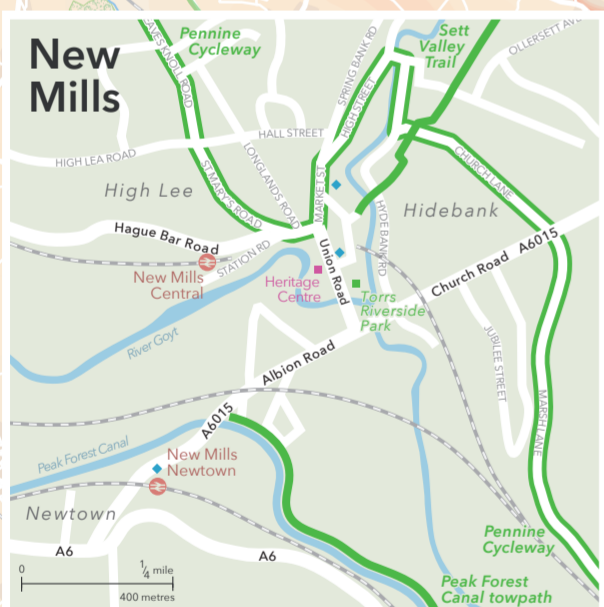 New
Mills
Pennine
Cycleway
Sett
Valley
Trail
OLLERSETT AVE
EAVES KNOLL ROAD
SPRING BANK RD
HIGH STREET
HALL STREET
HIGH LEA ROAD
LONGLANDS ROAD
CHURCH LANE
High Lee
ST MARY'S ROAD
MARKET ST
HYDE BANK RD
Hidebank
Hague Bar Road
STATION RD
Union Road
Church Road
A6015
New Mills
Central
Heritage
Centre
Torrs
Riverside
Park
River Goyt
Albion Road
JUBILEE STREET
MARSH LANE
A6015
Peak Forest Canal
New Mills
Newtown
Newtown
A6
A6
Pennine
Cycleway
Peak Forest
Canal towpath
0
¼ mile
400 metres